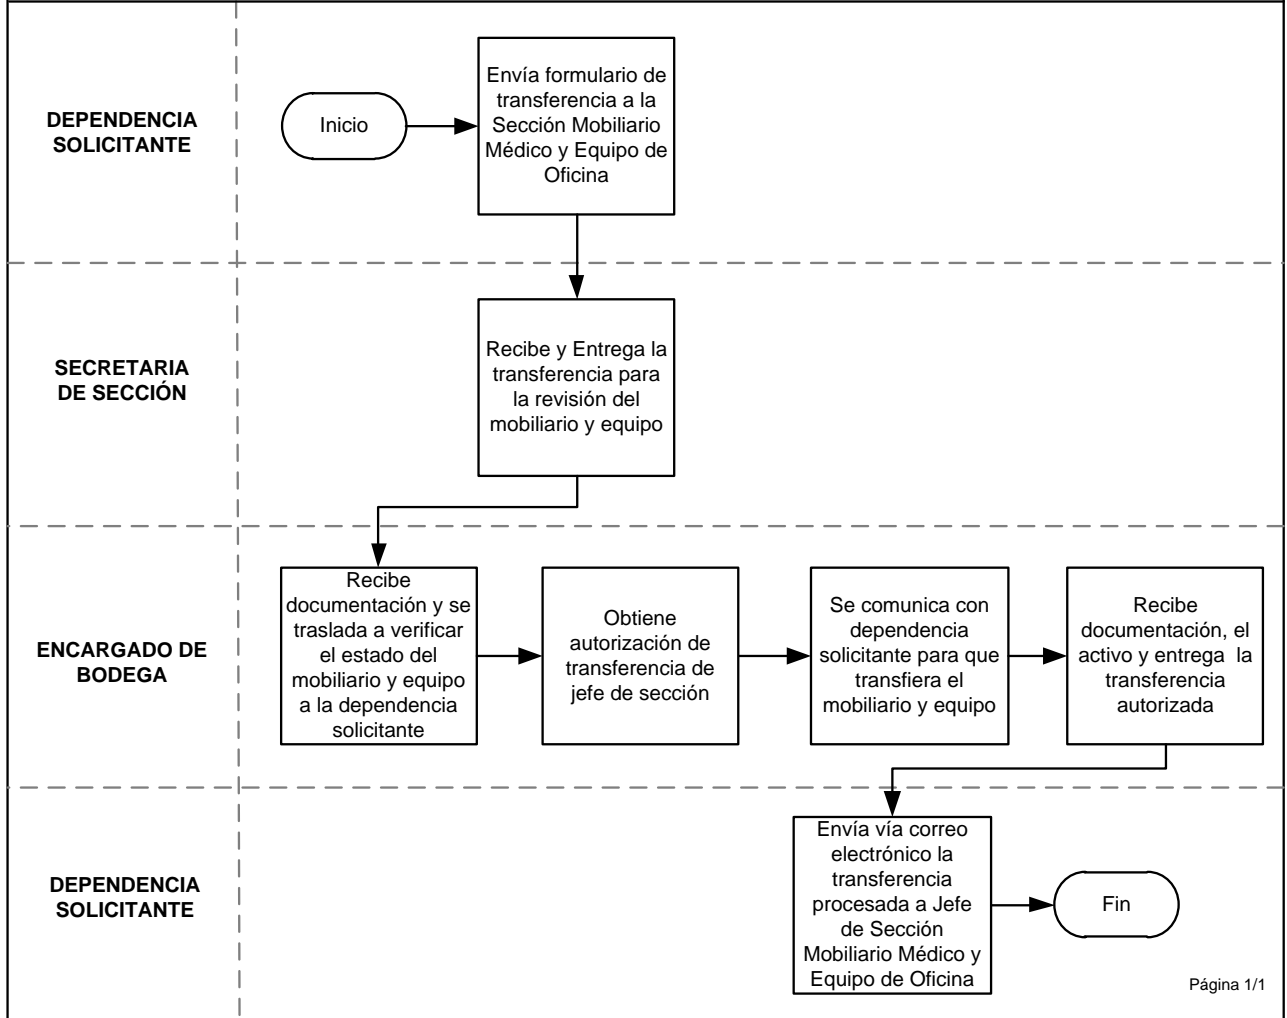 DEPENDENCIA
SOLICITANTE
Inicio
Envía formulario de
transferencia a la
Sección Mobiliario
Médico y Equipo de
Oficina
SECRETARIA
DE SECCIÓN
Recibe y Entrega la
transferencia para
la revisión del
mobiliario y equipo
ENCARGADO DE
BODEGA
Recibe
documentación y se
traslada a verificar
el estado del
mobiliario y equipo
a la dependencia
solicitante
Obtiene
autorización de
transferencia de
jefe de sección
Se comunica con
dependencia
solicitante para que
transfiera el
mobiliario y equipo
Recibe
documentación, el
activo y entrega  la
transferencia
autorizada
DEPENDENCIA
SOLICITANTE
Envía vía correo
electrónico la
transferencia
procesada a Jefe
de Sección
Mobiliario Médico y
Equipo de Oficina
Fin
Página 1/1